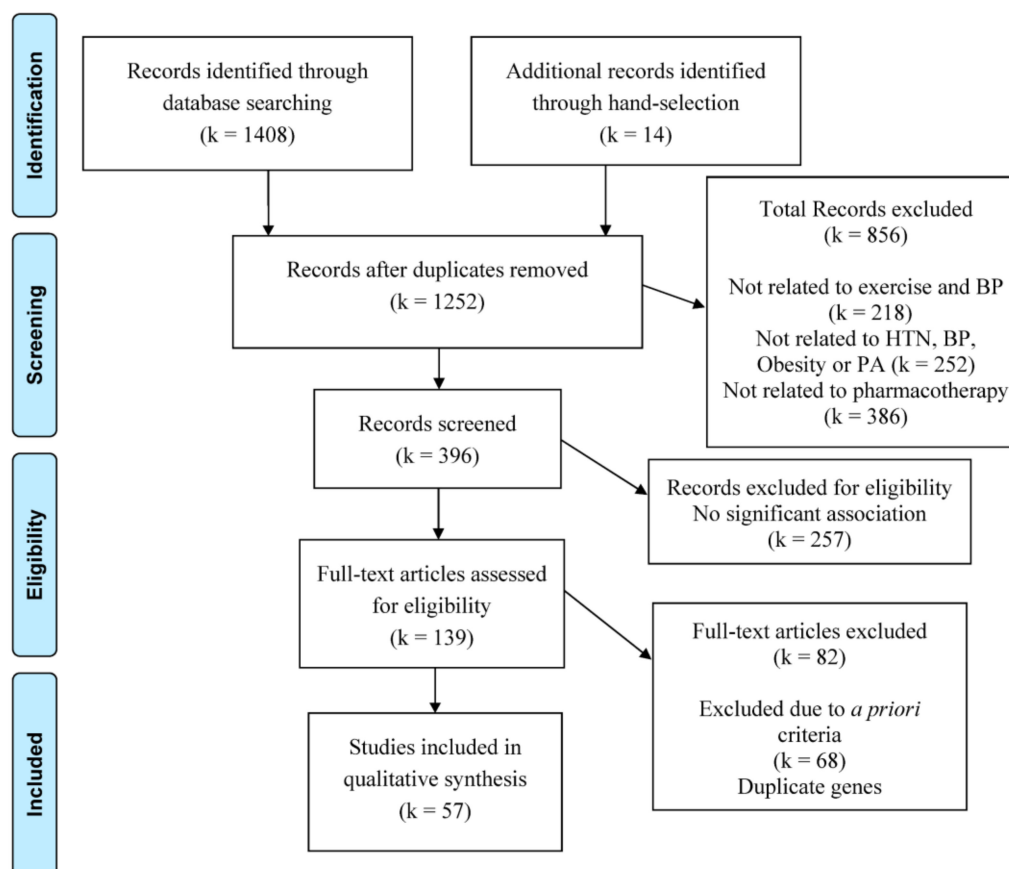 Identification
Records identified through
database searching
(k = 1408)
Additional records identified
through hand-selection
(k = 14)
Total Records excluded
(k = 856)
Not related to exercise and BP
(k = 218)
Not related to HTN, BP,
Obesity or PA (k = 252)
Not related to pharmacotherapy
(k = 386)
Screening
Records after duplicates removed
(k = 1252)
Records screened
(k = 396)
Records excluded for eligibility
No significant association
(k = 257)
Eligibility
Full-text articles assessed
for eligibility
(k = 139)
Full-text articles excluded
(k = 82)
Excluded due to a priori
criteria
(k = 68)
Duplicate genes
Included
Studies included in
qualitative synthesis
(k = 57)